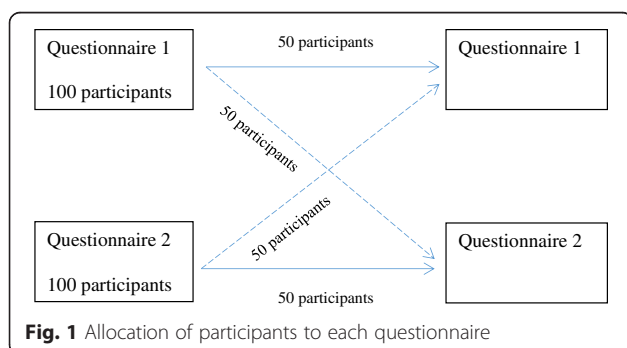 Questionnaire 1
100 participants
50 participants
Questionnaire 1
50 participants
50 participants
Questionnaire 2
100 participants
50 participants
Questionnaire 2
Fig. 1 Allocation of participants to each questionnaire